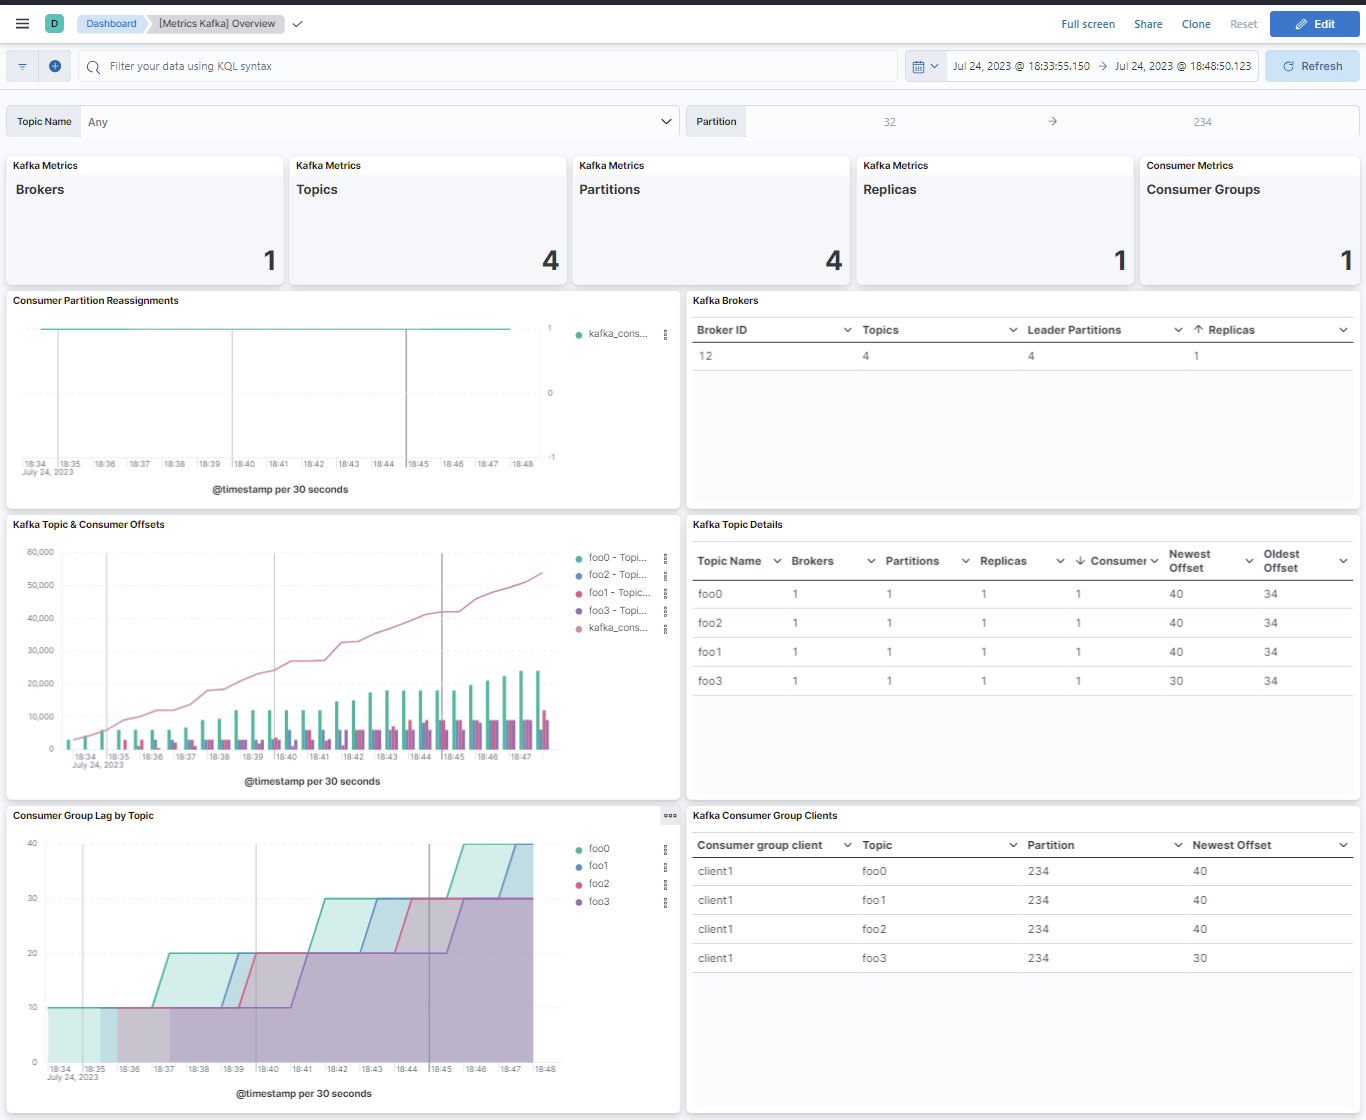 D Dashboard [Metrics Kafka] Overview Full screen Share Clone Reset Edit
Filter your data using KQL syntax Jul 24, 2023 @ 18:33:55.150 → Jul 24, 2023 @ 18:48:50.123 Refresh
Topic Name Any Partition 32 → 234
Kafka Metrics
Brokers
1
Kafka Metrics
Topics
4
Kafka Metrics
Partitions
4
Kafka Metrics
Replicas
1
Consumer Metrics
Consumer Groups
1
Consumer Partition Reassignments
1
0
-1
kafka_cons...
18:34 18:35 18:36 18:37 18:38 18:39 18:40 18:41 18:42 18:43 18:44 18:45 18:46 18:47 18:48
July 24, 2023
@timestamp per 30 seconds
Kafka Brokers
Broker ID Topics Leader Partitions ↑ Replicas
12 4 4 1
Kafka Topic & Consumer Offsets
60,000
50,000
40,000
30,000
20,000
10,000
0
foo0 - Topi...
foo2 - Topi...
foo1 - Topic...
foo3 - Topi...
kafka_cons...
18:34 18:35 18:36 18:37 18:38 18:39 18:40 18:41 18:42 18:43 18:44 18:45 18:46 18:47
July 24, 2023
@timestamp per 30 seconds
Kafka Topic Details
Topic Name Brokers Partitions Replicas ↓ Consumer Newest Offset Oldest Offset
foo0 1 1 1 1 40 34
foo2 1 1 1 1 40 34
foo1 1 1 1 1 40 34
foo3 1 1 1 1 30 34
Consumer Group Lag by Topic
40
30
20
10
0
foo0
foo1
foo2
foo3
18:34 18:35 18:36 18:37 18:38 18:39 18:40 18:41 18:42 18:43 18:44 18:45 18:46 18:47 18:48
July 24, 2023
@timestamp per 30 seconds
Kafka Consumer Group Clients
Consumer group client Topic Partition Newest Offset
client1 foo0 234 40
client1 foo1 234 40
client1 foo2 234 40
client1 foo3 234 30